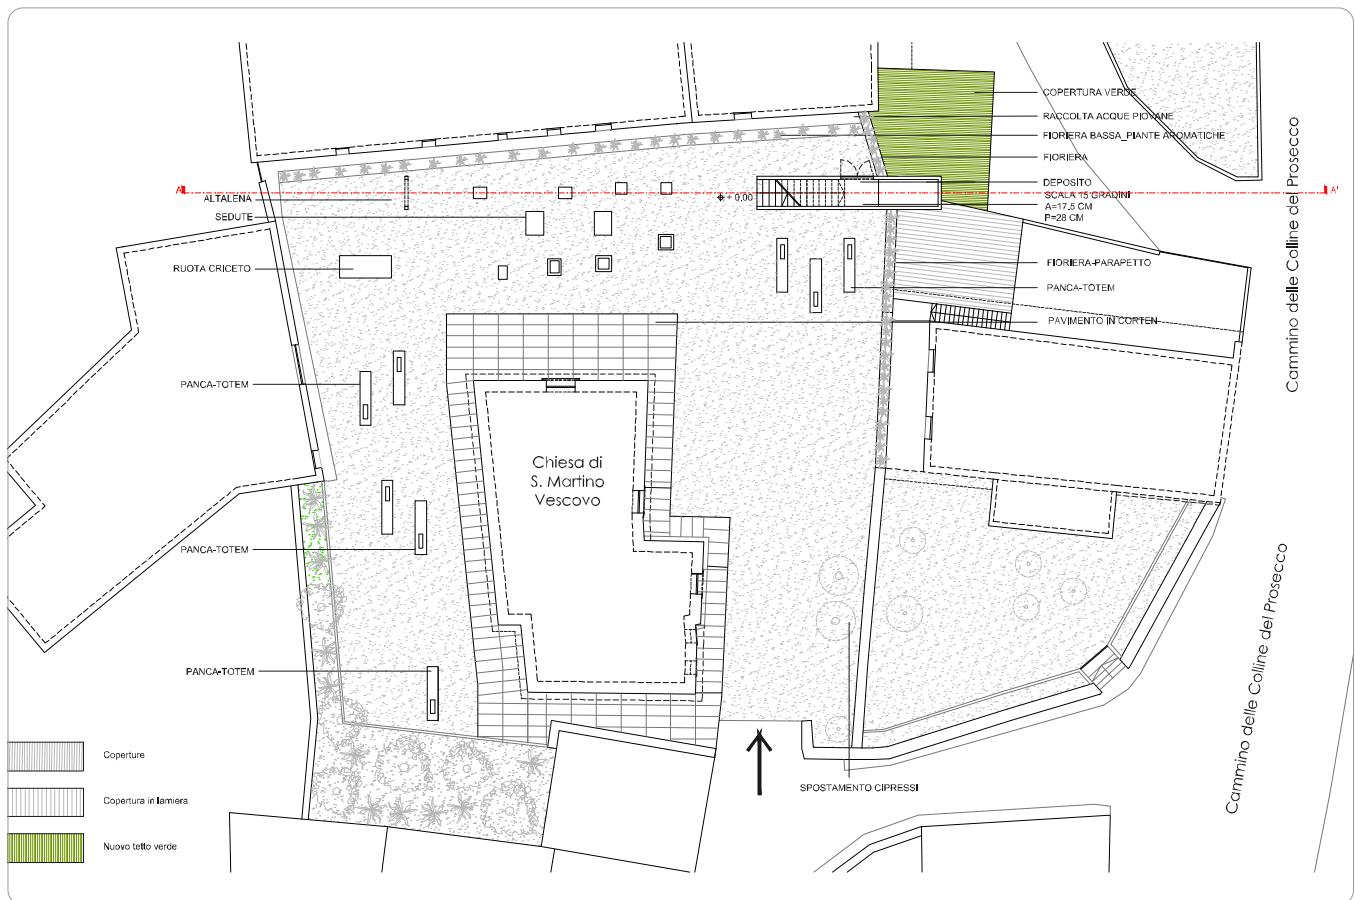 COPERTURA VERDE
RACCOLTA ACQUE PIOVANE
FIORIERA BASSA_PIANTE AROMATICHE
FIORIERA
DEPOSITO
SCALA 15 GRADINI
A=17.5 CM
P=28 CM
A
A'
+ 0,00
ALTALENA
SEDUTE
RUOTA CRICETO
FIORIERA-PARAPETTO
PANCA-TOTEM
PAVIMENTO IN CORTEN
PANCA-TOTEM
Chiesa di
S. Martino
Vescovo
PANCA-TOTEM
PANCA-TOTEM
SPOSTAMENTO CIPRESSI
Cammino delle Colline del Prosecco
Cammino delle Colline del Prosecco
Coperture
Copertura in lamiera
Nuovo tetto verde